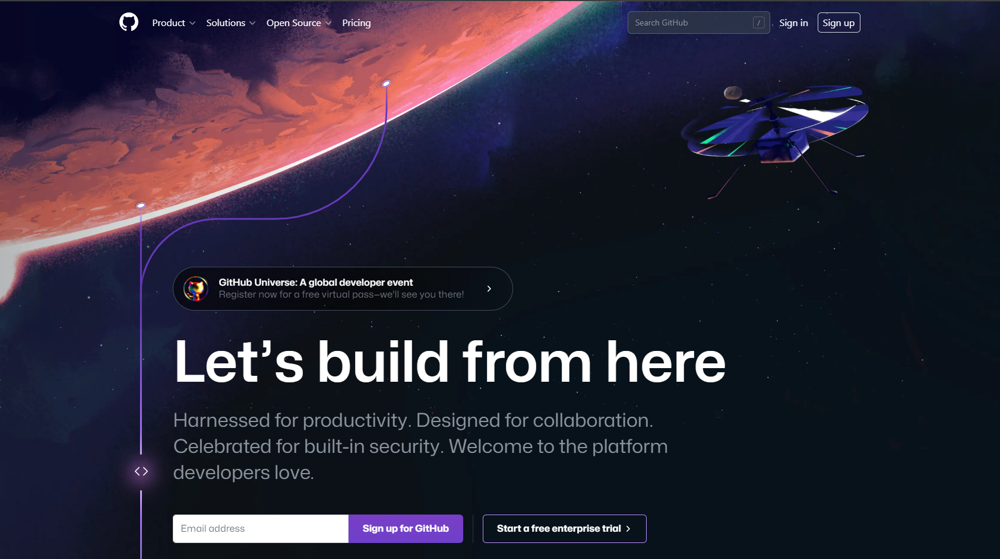 Product Solutions Open Source Pricing Search GitHub / Sign in Sign up
GitHub Universe: A global developer event
Register now for a free virtual pass—we'll see you there!
Let’s build from here
Harnessed for productivity. Designed for collaboration.
Celebrated for built-in security. Welcome to the platform
developers love.
Email address Sign up for GitHub Start a free enterprise trial